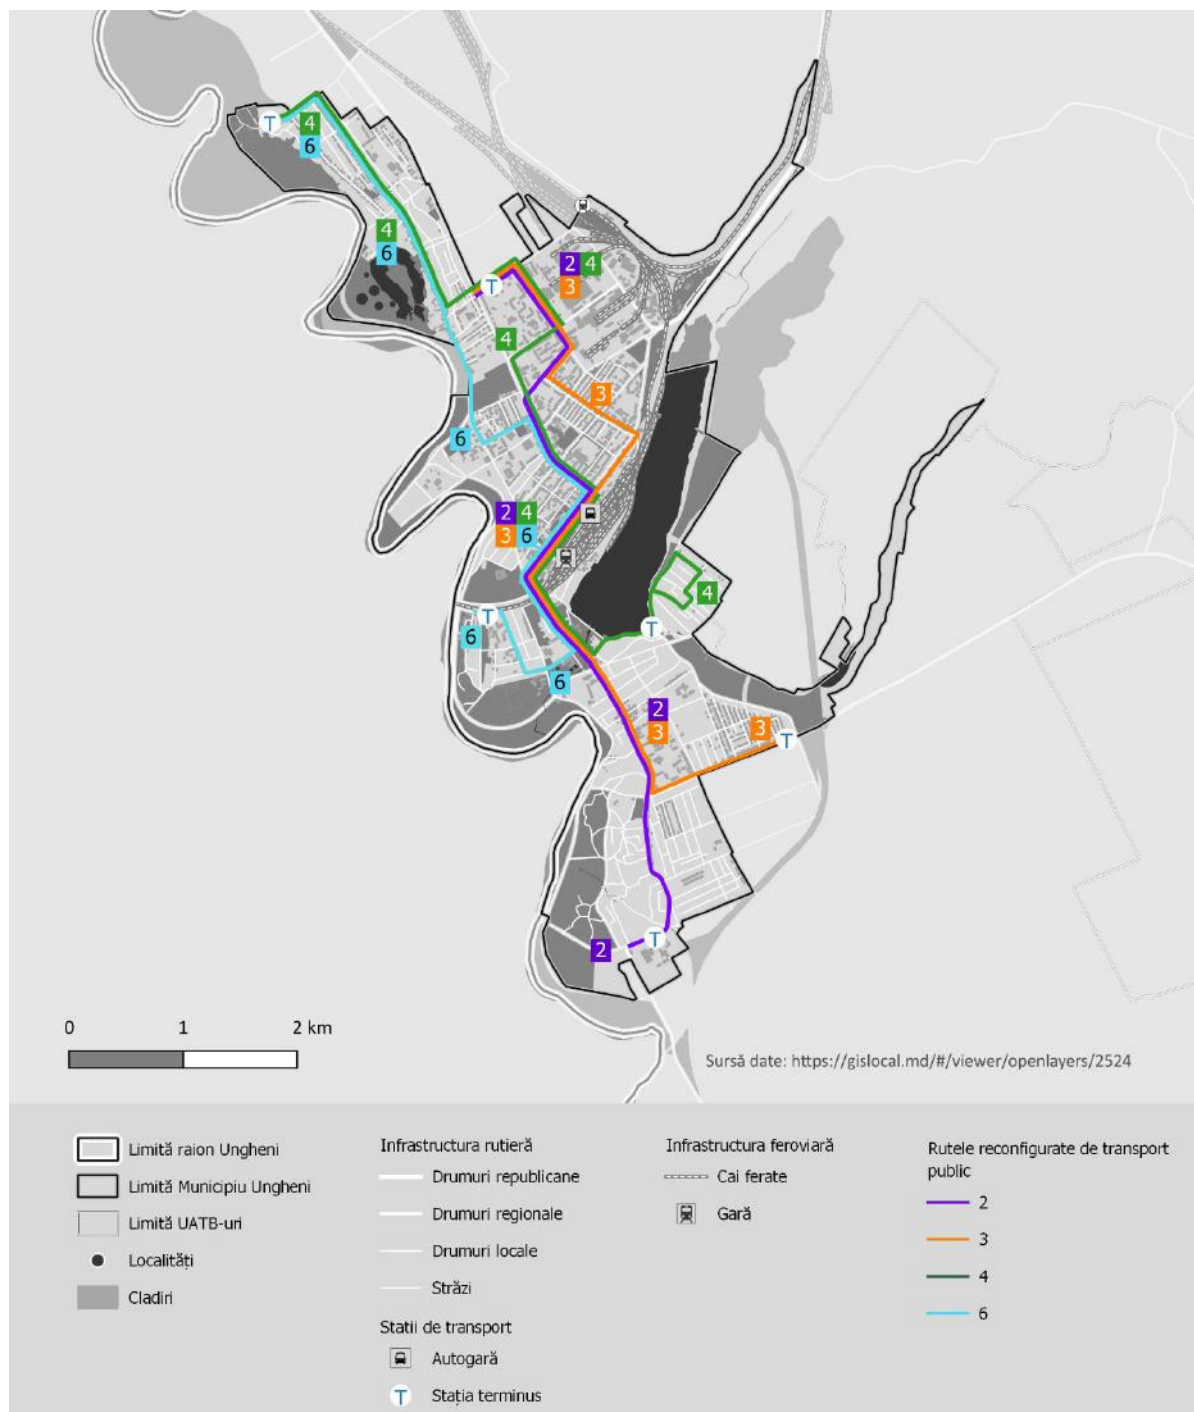 T
4
6
4
6
T
2 4
3
4
3
6
2 4
3 6
4
T
T
6
6
2
3
3
T
2
T
0 1 2 km
Sursă date: https://gislocal.md/#/viewer/openlayers/2524
Limită raion Ungheni
Limită Municipiu Ungheni
Limită UATB-uri
Localități
Cladiri
Infrastructura rutieră
Drumuri republicane
Drumuri regionale
Drumuri locale
Străzi
Statii de transport
Autogară
T Stația terminus
Infrastructura feroviară
Cai ferate
Gară
Rutele reconfigurate de transport
public
2
3
4
6